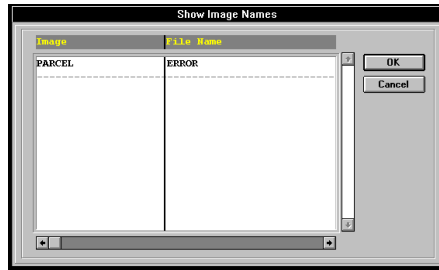 Show Image Names
Image File Name
PARCEL ERROR
OK
Cancel